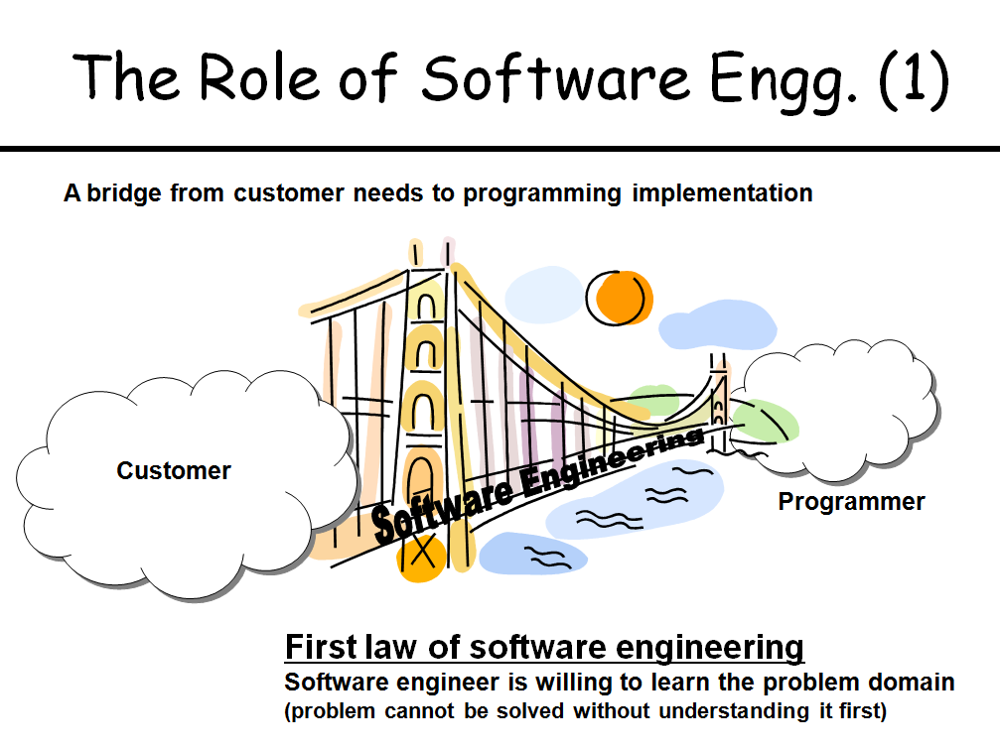 The Role of Software Engg. (1)
A bridge from customer needs to programming implementation
Customer
Software Engineering
Programmer
First law of software engineering
Software engineer is willing to learn the problem domain
(problem cannot be solved without understanding it first)